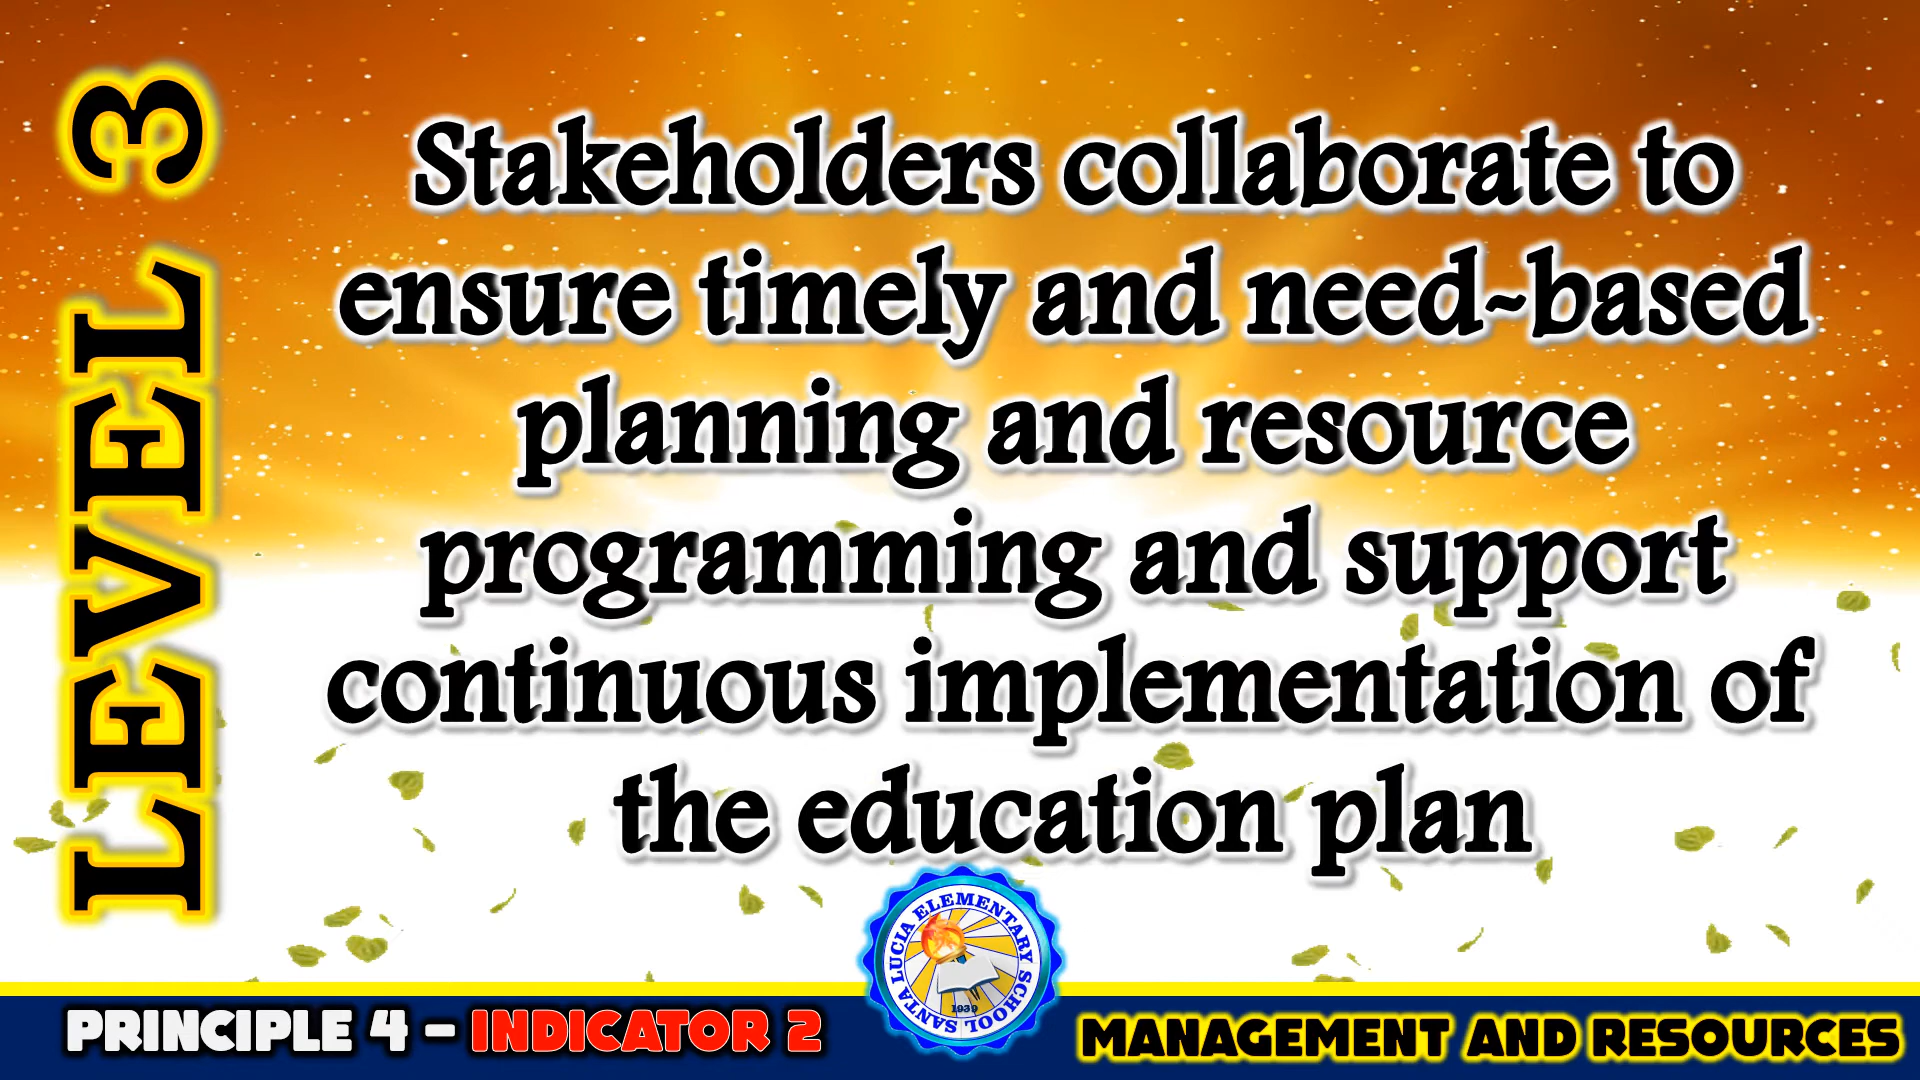 LEVEL 3
Stakeholders collaborate to
ensure timely and need-based
planning and resource
programming and support
continuous implementation of
the education plan
SANTA LUCIA ELEMENTARY SCHOOL
1939
PRINCIPLE 4 - INDICATOR 2
MANAGEMENT AND RESOURCES